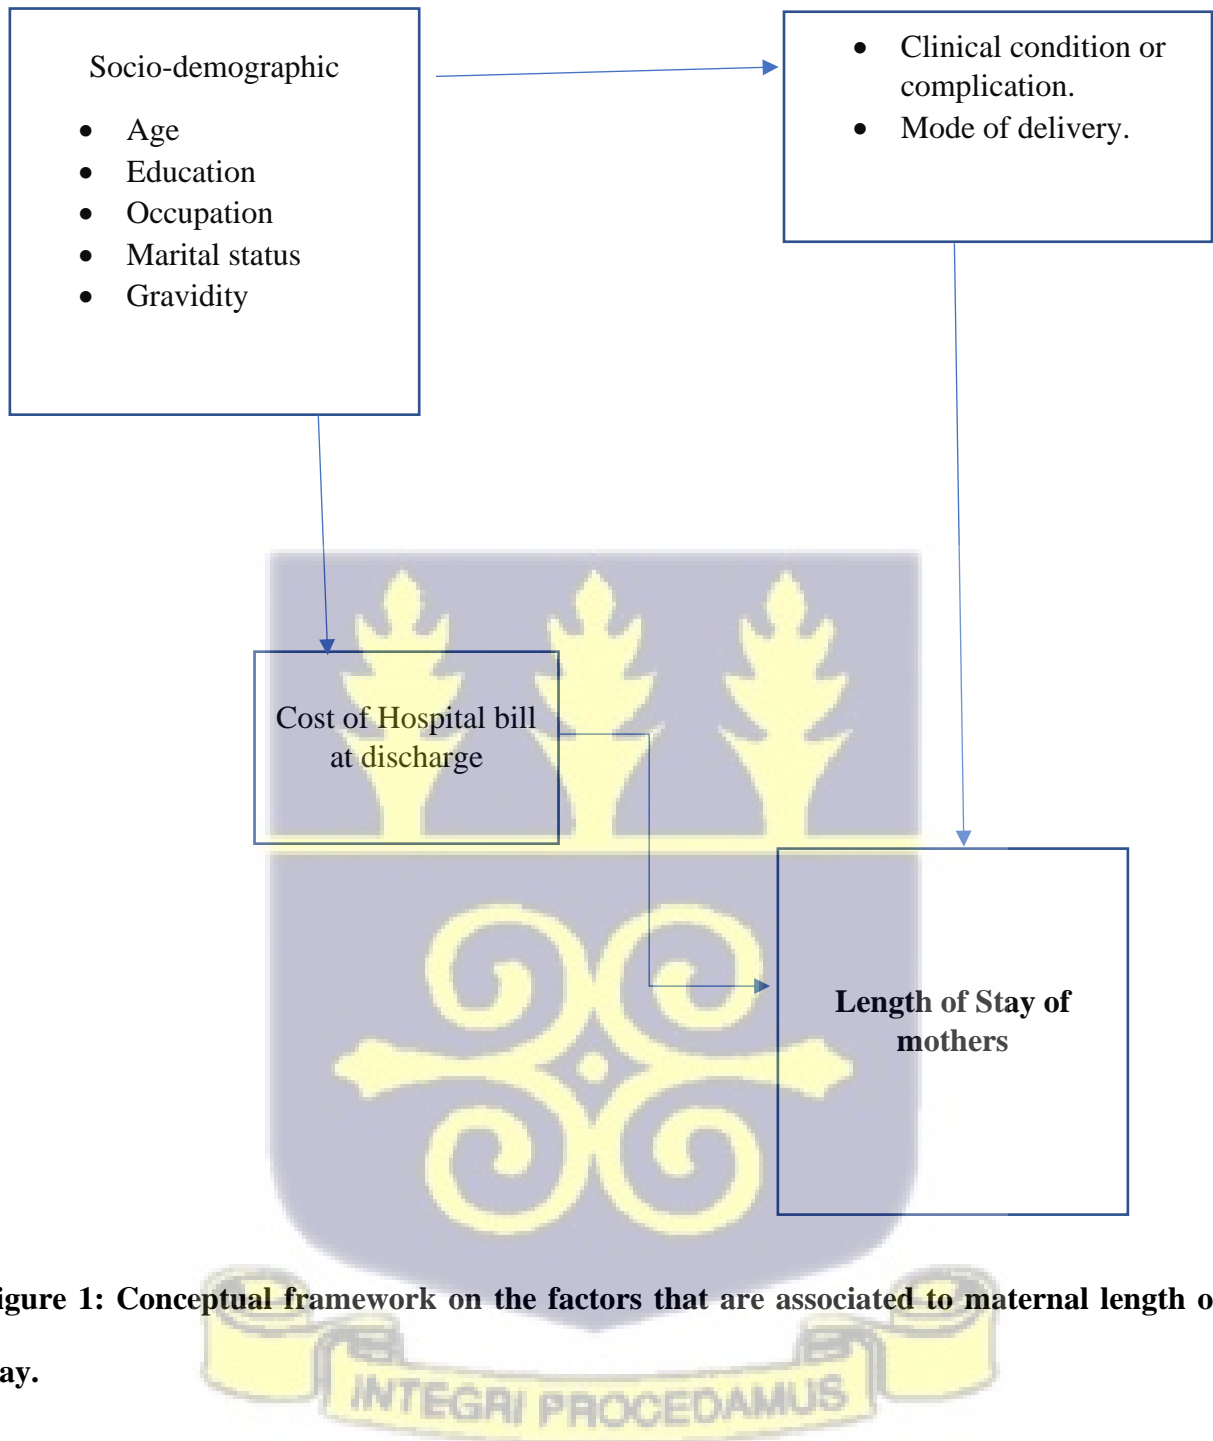 Socio-demographic
• Age
• Education
• Occupation
• Marital status
• Gravidity
• Clinical condition or
complication.
• Mode of delivery.
Cost of Hospital bill
at discharge
Length of Stay of
mothers
igure 1: Conceptual framework on the factors that are associated to maternal length o
ay.
INTEGRI PROCEDAMUS